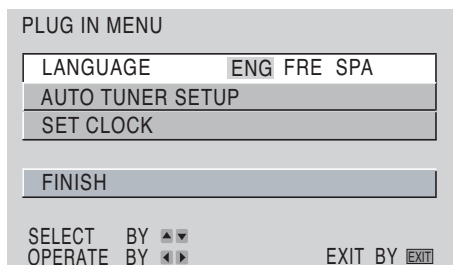 PLUG IN MENU
LANGUAGE ENG FRE SPA
AUTO TUNER SETUP
SET CLOCK
FINISH
SELECT BY ▲▼
OPERATE BY ◀▶ EXIT BY EXIT